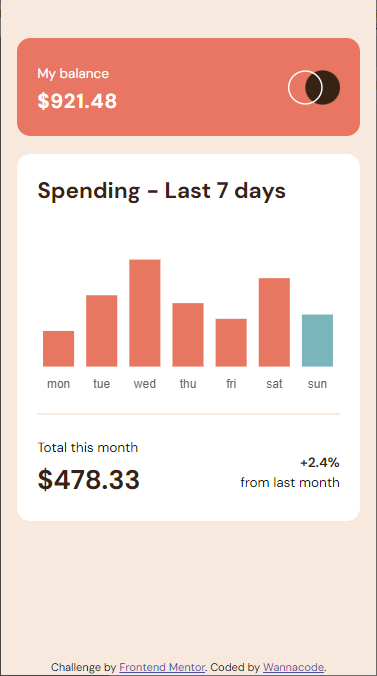 My balance
$921.48
Spending - Last 7 days
mon tue wed thu fri sat sun
Total this month
$478.33
+2.4%
from last month
Challenge by Frontend Mentor. Coded by Wannacode.